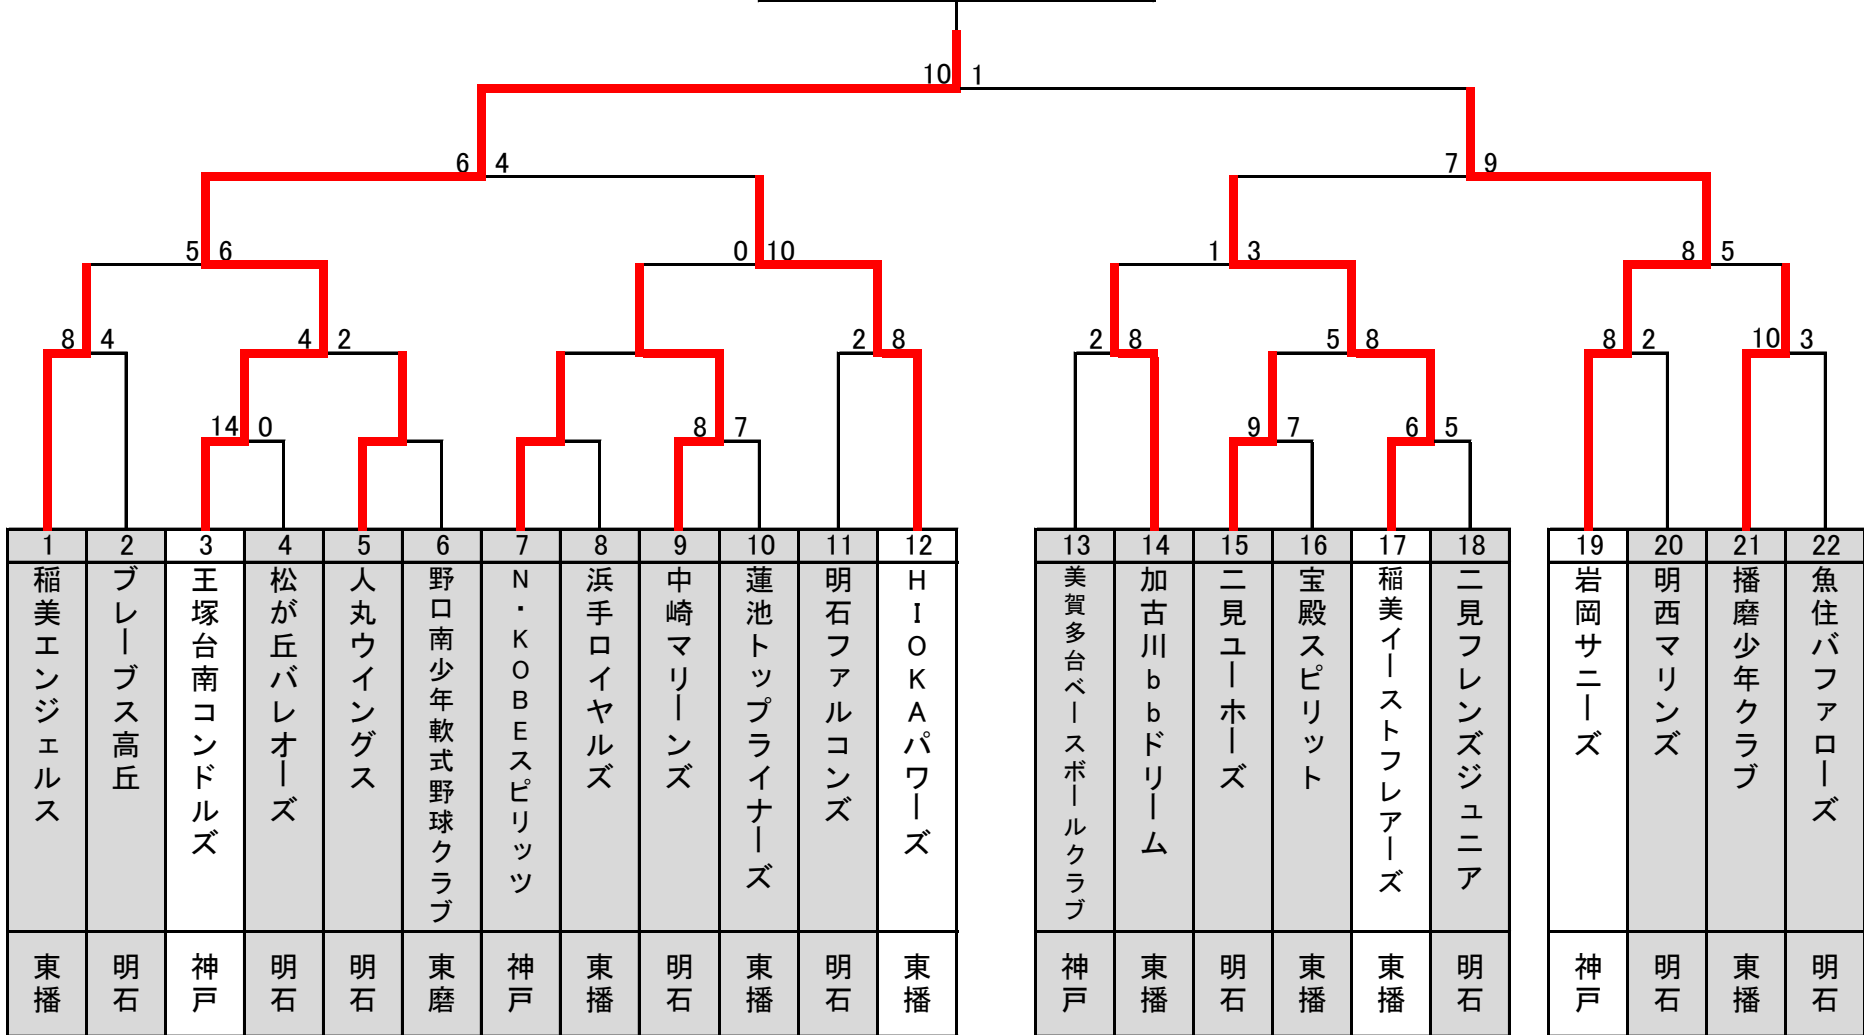 10 1
6 4
7 9
5 6
0 10
1 3
8 5
8 4
4 2
2 8
2 8
5 8
8 2
10 3
14 0
8 7
9 7
6 5
1 2 3 4 5 6 7 8 9 10 11 12 13 14 15 16 17 18 19 20 21 22
稲美エンジェルス
ブレーブス高丘
王塚台南コンドルズ
松が丘バレオーズ
人丸ウイングス
野口南少年軟式野球クラブ
N・KOBEスピリッツ
浜手ロイヤルズ
中崎マリーンズ
蓮池トップライナーズ
明石ファルコンズ
HIOKAパワーズ
美賀多台ベースボールクラブ
加古川bbドリーム
二見ユーホーズ
宝殿スピリット
稲美イーストフレアーズ
二見フレンズジュニア
岩岡サニーズ
明西マリンズ
播磨少年クラブ
魚住バファローズ
東播
明石
神戸
明石
明石
東磨
神戸
東播
明石
東播
明石
東播
神戸
東播
明石
東播
東播
明石
神戸
明石
東播
明石